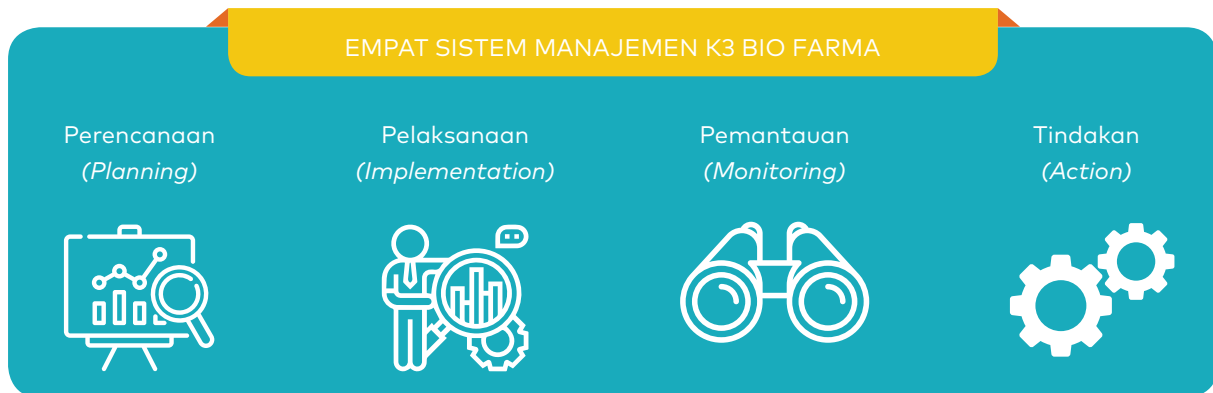 EMPAT SISTEM MANAJEMEN K3 BIO FARMA
Perencanaan
(Planning)
Pelaksanaan
(Implementation)
Pemantauan
(Monitoring)
Tindakan
(Action)